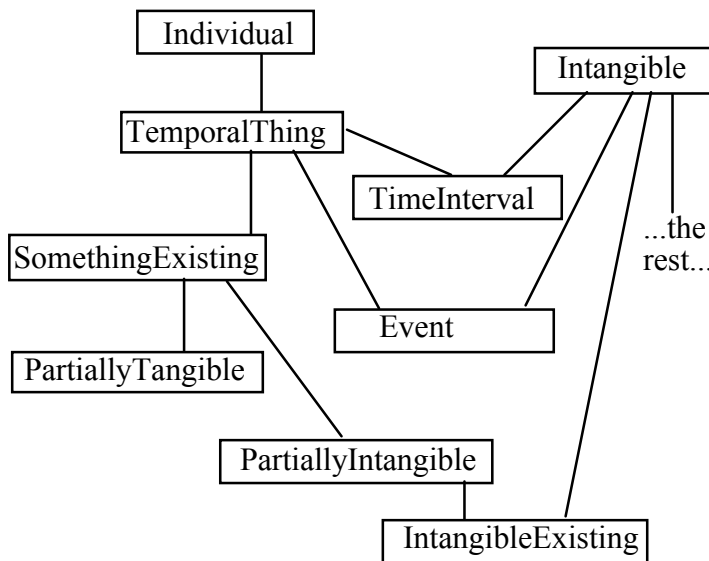 Individual
Intangible
TemporalThing
TimeInterval
...the
rest...
SomethingExisting
Event
PartiallyTangible
PartiallyIntangible
IntangibleExisting